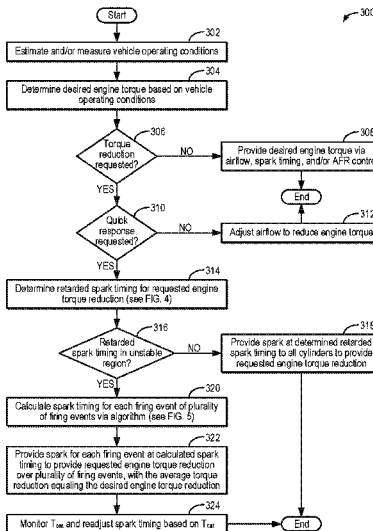 300
Start
302
Estimate and/or measure vehicle operating conditions
304
Determine desired engine torque based on vehicle
operating conditions
306
Torque
reduction
requested?
NO
308
Provide desired engine torque via
airflow, spark timing, and/or AFR control
End
YES
310
Quick
response
requested?
NO
312
Adjust airflow to reduce engine torque
YES
314
Determine retarded spark timing for requested engine
torque reduction (see FIG. 4)
316
Retarded
spark timing in unstable
region?
NO
318
Provide spark at determined retarded
spark timing to all cylinders to provide
requested engine torque reduction
YES
320
Calculate spark timing for each firing event of plurality
of firing events via algorithm (see FIG. 5)
322
Provide spark for each firing event at calculated spark
timing to provide requested engine torque reduction
over plurality of firing events, with the average torque
reduction equaling the desired engine torque reduction
324
Monitor and readjust spark timing based on
End